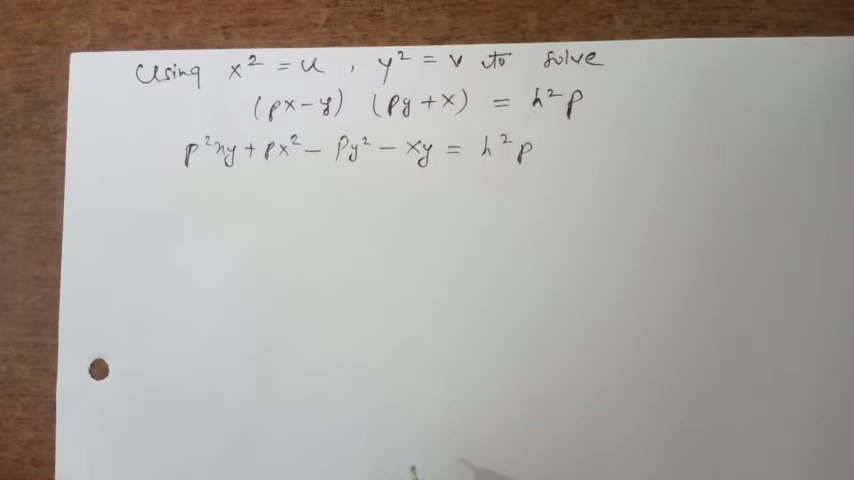 Using x² = u, y² = v to solve
(px-y) (py+x) = h²p
p²xy + px² - Py² - xy = h²p